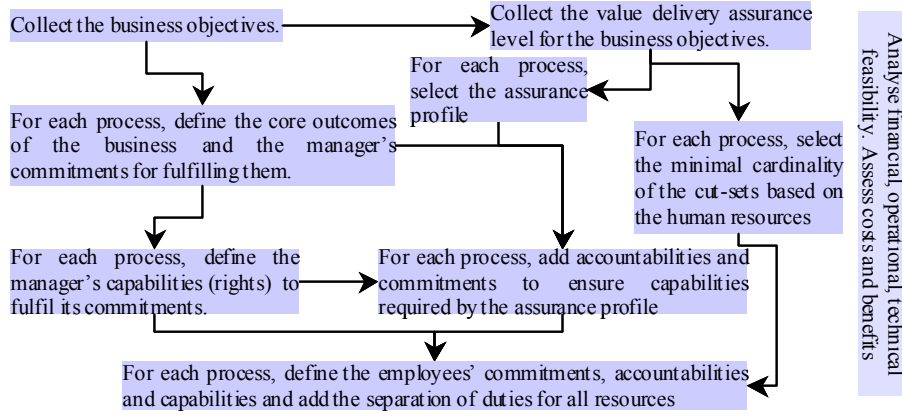 Collect the business objectives.
Collect the value delivery assurance
level for the business objectives.
For each process,
select the assurance
profile
For each process, define the core outcomes
of the business and the manager's
commitments for fulfilling them.
For each process, select
the minimal cardinality
of the cut-sets based on
the human resources
For each process, define the
manager's capabilities (rights) to
fulfil its commitments.
For each process, add accountabilities and
commitments to ensure capabilities
required by the assurance profile
For each process, define the employees' commitments, accountabilities
and capabilities and add the separation of duties for all resources
Analyse financial, operational, technical
feasibility. Assess costs and benefits